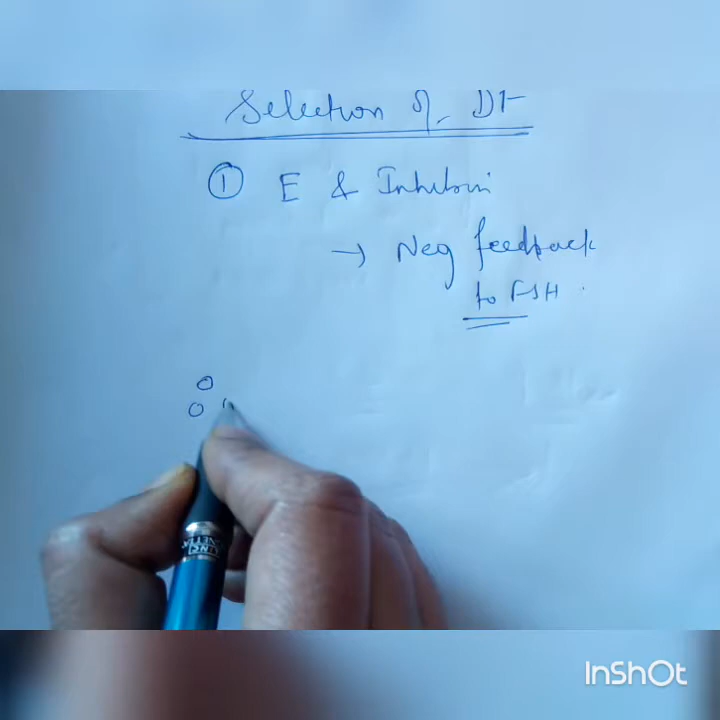 Selection of DF
① E & Inhibin
→ Neg feedback
to FSH.
InShOt